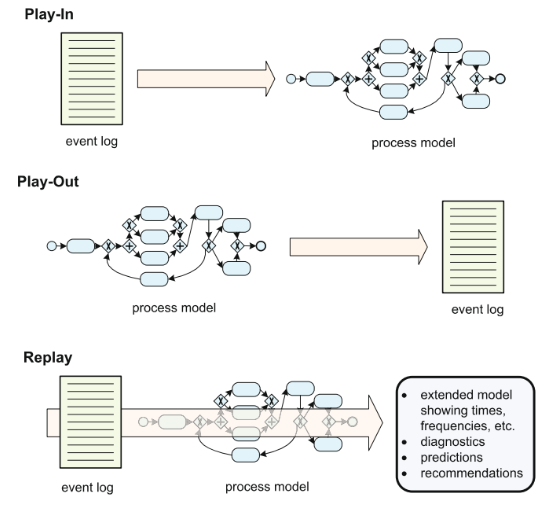 Play-In
event log
process model
Play-Out
process model
event log
Replay
event log
process model
• extended model
showing times,
frequencies, etc.
• diagnostics
• predictions
• recommendations